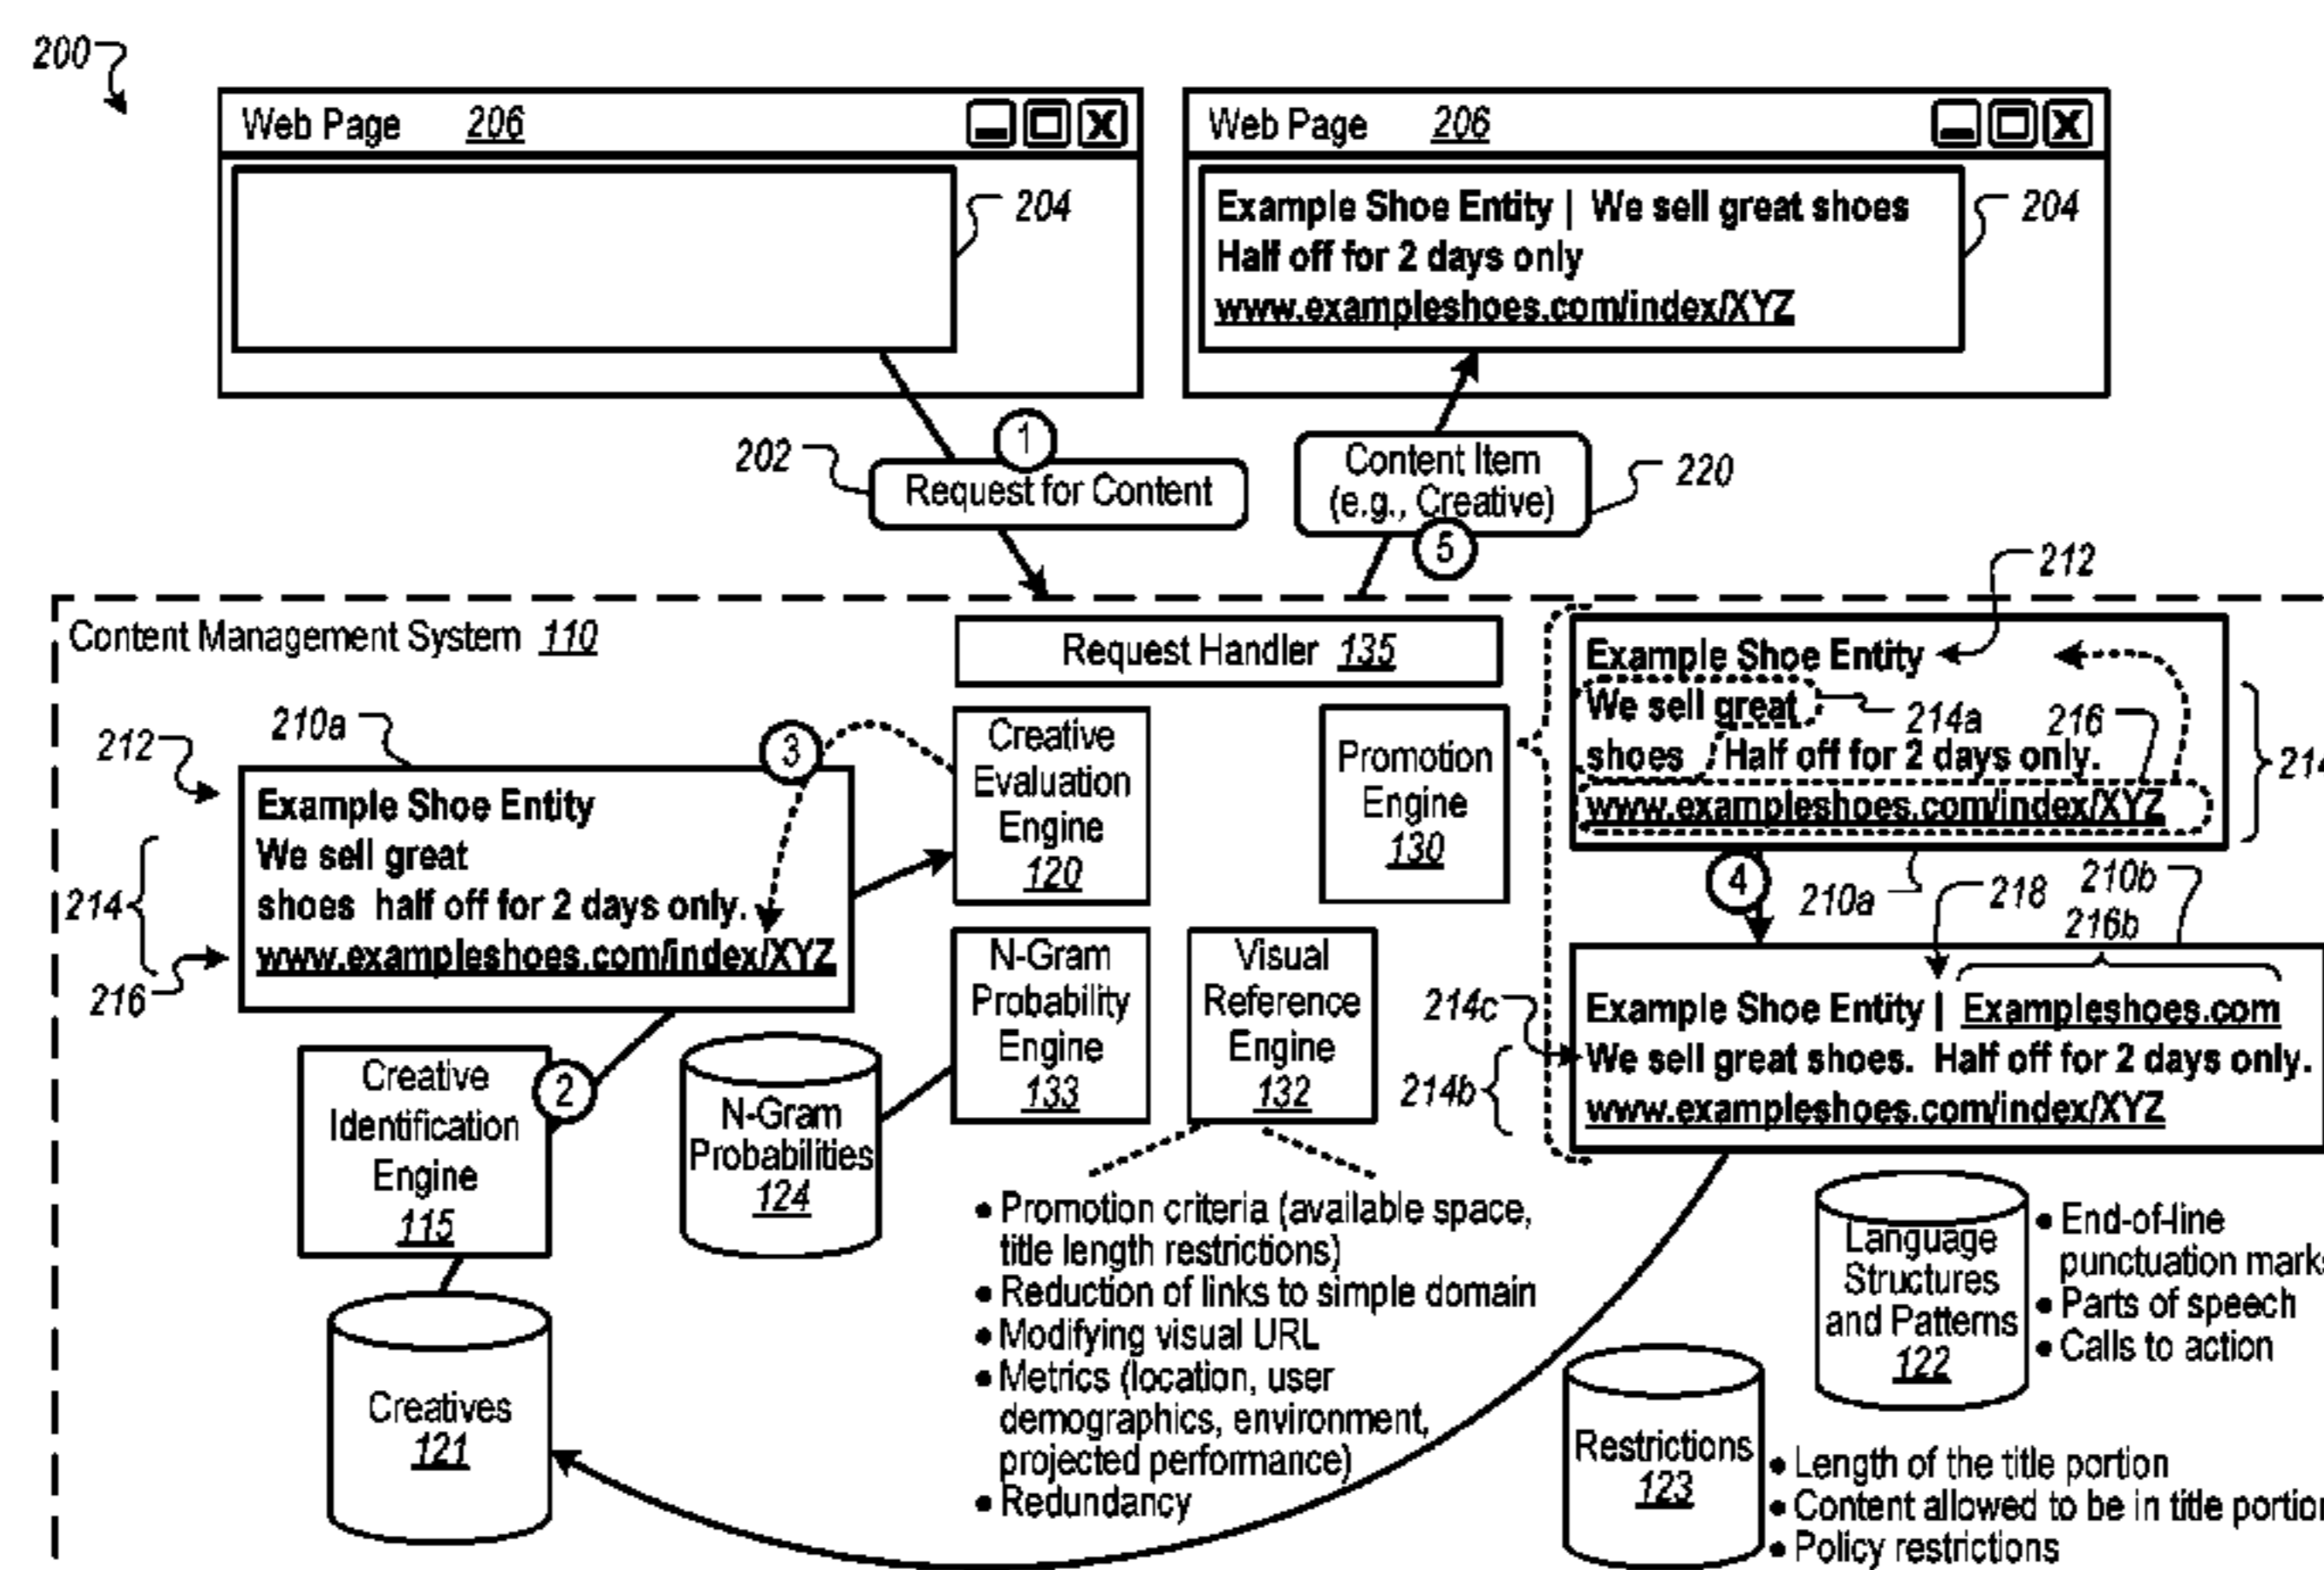 200
Web Page 206
204
Web Page 206
Example Shoe Entity | We sell great shoes
Half off for 2 days only
www.exampleshoes.com/index/XYZ
204
202
1
Request for Content
Content Item
(e.g., Creative)
5
220
Content Management System 110
Request Handler 135
212
210a
214
216
Example Shoe Entity
We sell great
shoes half off for 2 days only.
www.exampleshoes.com/index/XYZ
3
Creative
Evaluation
Engine
120
Promotion
Engine
130
212
Example Shoe Entity
We sell great
214a
216
shoes Half off for 2 days only.
www.exampleshoes.com/index/XYZ
4
210a
218
210b
216b
214c
214b
Example Shoe Entity | Exampleshoes.com
We sell great shoes. Half off for 2 days only.
www.exampleshoes.com/index/XYZ
Creative
Identification
Engine
115
2
N-Gram
Probabilities
124
N-Gram
Probability
Engine
133
Visual
Reference
Engine
132
• Promotion criteria (available space,
title length restrictions)
• Reduction of links to simple domain
• Modifying visual URL
• Metrics (location, user
demographics, environment,
projected performance)
• Redundancy
Creatives
121
Language
Structures
and Patterns
122
• End-of-line
punctuation marks
• Parts of speech
• Calls to action
Restrictions
123
• Length of the title portion
• Content allowed to be in title portion
• Policy restrictions